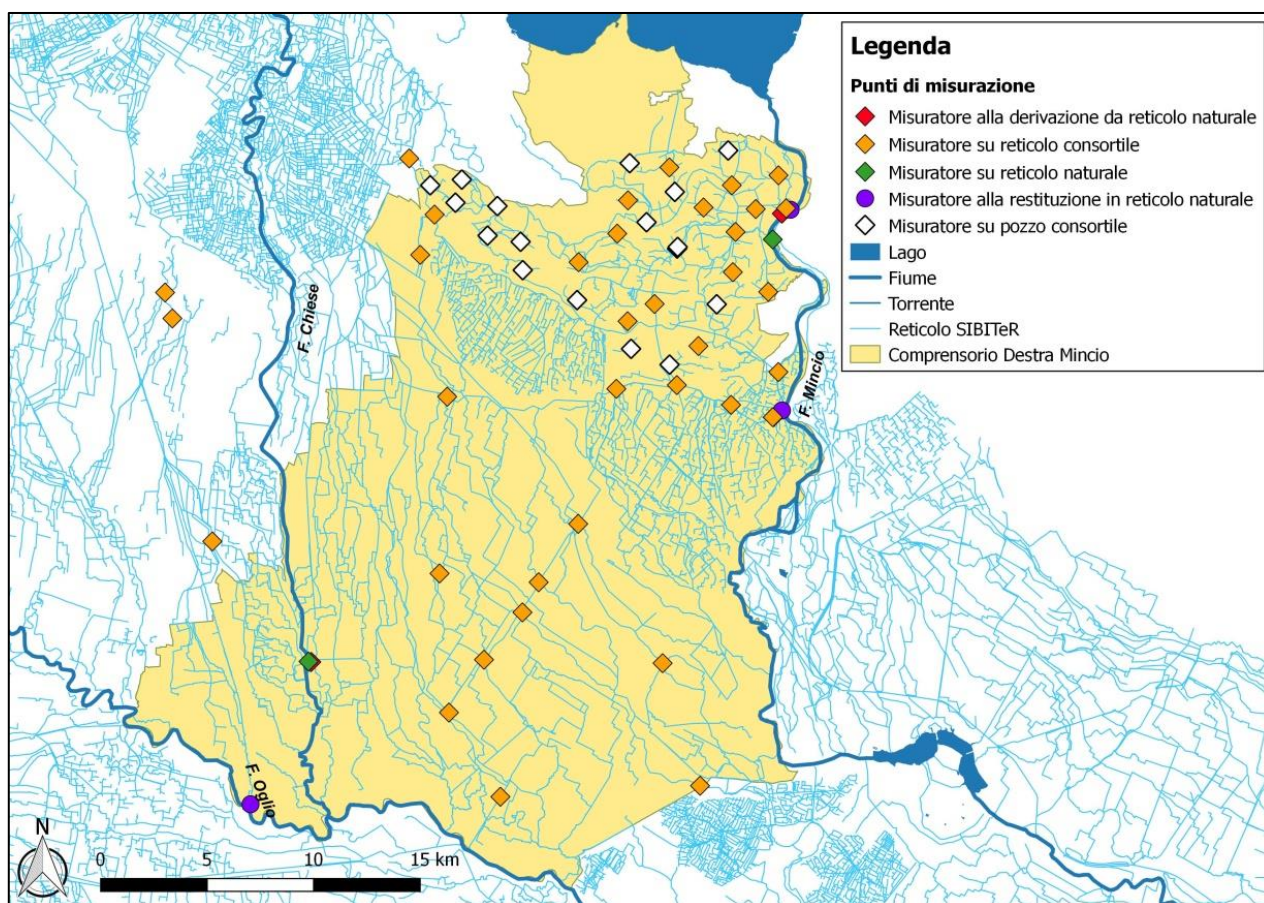 Legenda
Punti di misurazione
Misuratore alla derivazione da reticolo naturale
Misuratore su reticolo consortile
Misuratore su reticolo naturale
Misuratore alla restituzione in reticolo naturale
Misuratore su pozzo consortile
Lago
Fiume
Torrente
Reticolo SIBITeR
Comprensorio Destra Mincio
F. Chiese
F. Mincio
F. Oglio
N
0 5 10 15 km